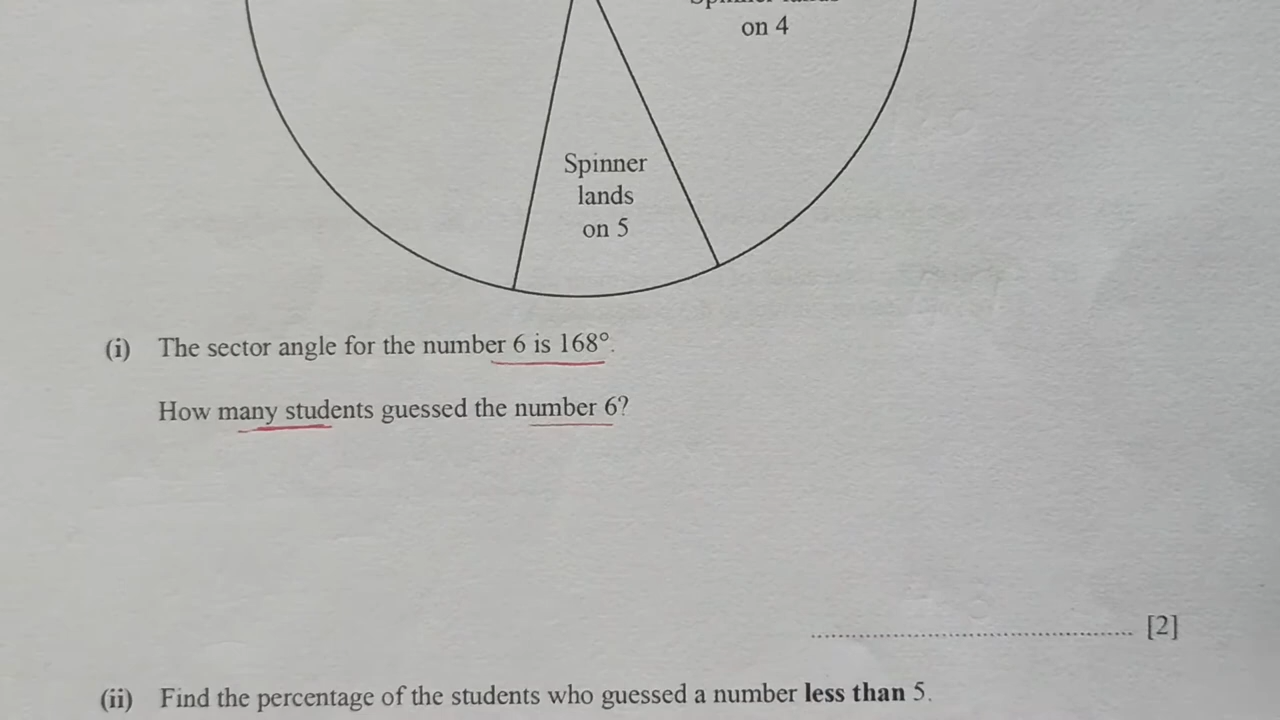 on 4
Spinner
lands
on 5
(i) The sector angle for the number 6 is 168°.
How many students guessed the number 6?
[2]
(ii) Find the percentage of the students who guessed a number less than 5.